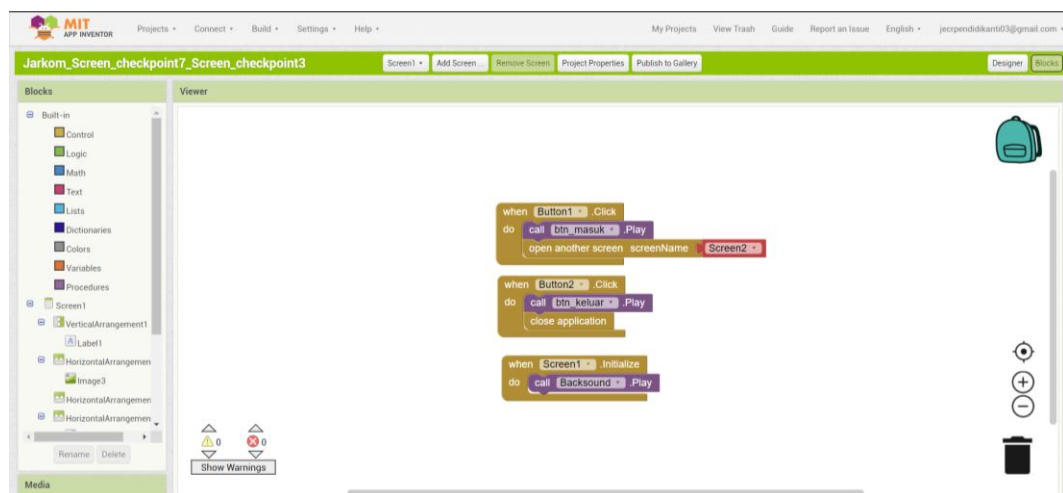 MIT
APP INVENTOR
Projects Connect Build Settings Help My Projects View Trash Guide Report an Issue English jecrpendidikanti03@gmail.com
Jarkom_Screen_checkpoint7_Screen_checkpoint3 Screen1 Add Screen ... Remove Screen Project Properties Publish to Gallery Designer Blocks
Blocks Viewer
Built-in
Control
Logic
Math
Text
Lists
Dictionaries
Colors
Variables
Procedures
Screen1
VerticalArrangement1
Label1
HorizontalArrangemen
Image3
HorizontalArrangemen
HorizontalArrangemen
Rename Delete
Media
when Button1 .Click
do call btn_masuk .Play
open another screen screenName Screen2
when Button2 .Click
do call btn_keluar .Play
close application
when Screen1 .Initialize
do call Backsound .Play
0 0
Show Warnings